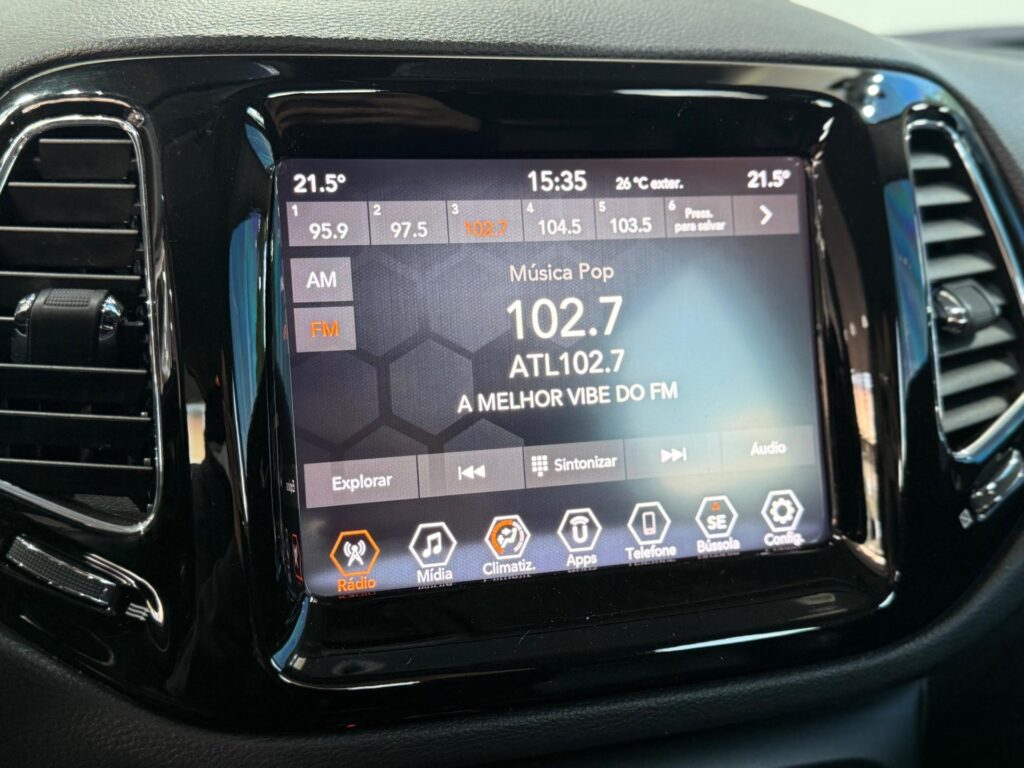 21.5° 15:35 26 °C exter. 21.5°
1 2 3 4 5 6 Press.
95.9 97.5 102.7 104.5 103.5 para salvar
AM
Música Pop
FM
102.7
ATL102.7
A MELHOR VIBE DO FM
Explorar Sintonizar Áudio
SE
Rádio Mídia Climatiz. Apps Telefone Bússola Config.